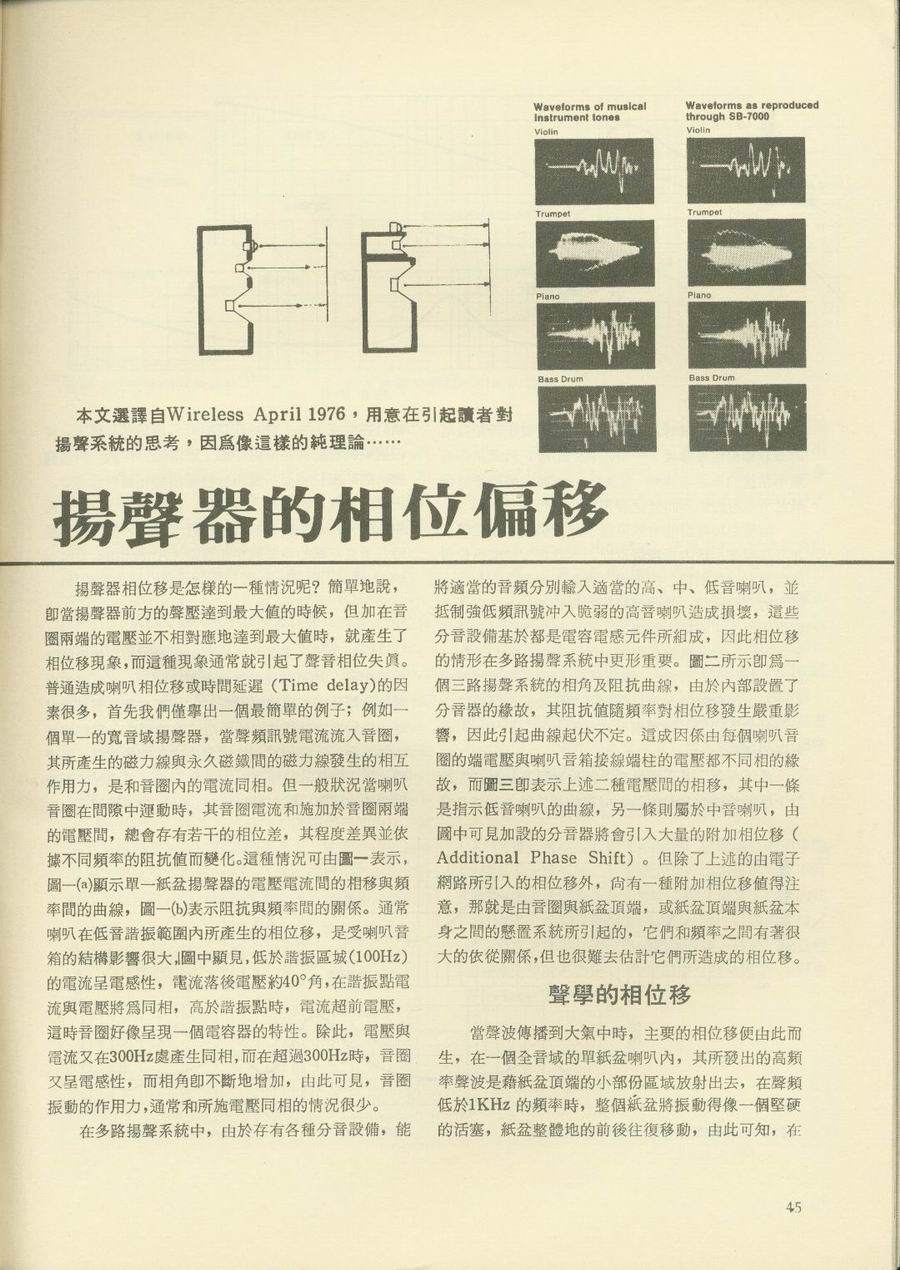 Waveforms of musical
instrument tones
Violin
Trumpet
Piano
Bass Drum
Waveforms as reproduced
through SB-7000
Violin
Trumpet
Piano
Bass Drum
本文選譯自Wireless April 1976，用意在引起讀者對
揚聲系統的思考，因爲像這樣的純理論……
揚聲器的相位偏移
揚聲器相位移是怎樣的一種情況呢？簡單地說，
卽當揚聲器前方的聲壓達到最大值的時候，但加在音
圈兩端的電壓並不相對應地達到最大值時，就產生了
相位移現象，而這種現象通常就引起了聲音相位失眞。
普通造成喇叭相位移或時間延遲（Time delay)的因
素很多，首先我們僅擧出一個最簡單的例子；例如一
個單一的寬音域揚聲器，當聲頻訊號電流流入音圈，
其所產生的磁力線與永久磁鐵間的磁力線發生的相互
作用力，是和音圈內的電流同相。但一般狀況當喇叭
音圈在間隙中運動時，其音圈電流和施加於音圈兩端
的電壓間，總會存有若干的相位差，其程度差異並依
據不同頻率的阻抗值而變化。這種情況可由圖一表示，
圖一(a)顯示單一紙盆揚聲器的電壓電流間的相移與頻
率間的曲線，圖一(b)表示阻抗與頻率間的關係。通常
喇叭在低音諧振範圍內所產生的相位移，是受喇叭音
箱的結構影響很大，圖中顯見，低於諧振區域(100Hz)
的電流呈電感性，電流落後電壓約40°角，在諧振點電
流與電壓將爲同相，高於諧振點時，電流超前電壓，
這時音圈好像呈現一個電容器的特性。除此，電壓與
電流又在300Hz處產生同相，而在超過300Hz時，音圈
又呈電感性，而相角卽不斷地增加，由此可見，音圈
振動的作用力，通常和所施電壓同相的情況很少。
在多路揚聲系統中，由於存有各種分音設備，能
將適當的音頻分別輸入適當的高、中、低音喇叭，並
抵制強低頻訊號冲入脆弱的高音喇叭造成損壞，這些
分音設備基於都是電容電感元件所組成，因此相位移
的情形在多路揚聲系統中更形重要。圖二所示卽爲一
個三路揚聲系統的相角及阻抗曲線，由於內部設置了
分音器的緣故，其阻抗值隨頻率對相位移發生嚴重影
響，因此引起曲線起伏不定。這成因係由每個喇叭音
圈的端電壓與喇叭音箱接線端柱的電壓都不同相的緣
故，而圖三卽表示上述二種電壓間的相移，其中一條
是指示低音喇叭的曲線，另一條則屬於中音喇叭，由
圖中可見加設的分音器將會引入大量的附加相位移（
Additional Phase Shift）。但除了上述的由電子
網路所引入的相位移外，尙有一種附加相位移値得注
意，那就是由音圈與紙盆頂端，或紙盆頂端與紙盆本
身之間的懸置系統所引起的，它們和頻率之間有著很
大的依從關係，但也很難去估計它們所造成的相位移。
聲學的相位移
當聲波傳播到大氣中時，主要的相位移便由此而
生，在一個全音域的單紙盆喇叭內，其所發出的高頻
率聲波是藉紙盆頂端的小部份區域放射出去，在聲頻
低於1KHz 的頻率時，整個紙盆將振動得像一個堅硬
的活塞，紙盆整體地的前後往復移動，由此可知，在
45